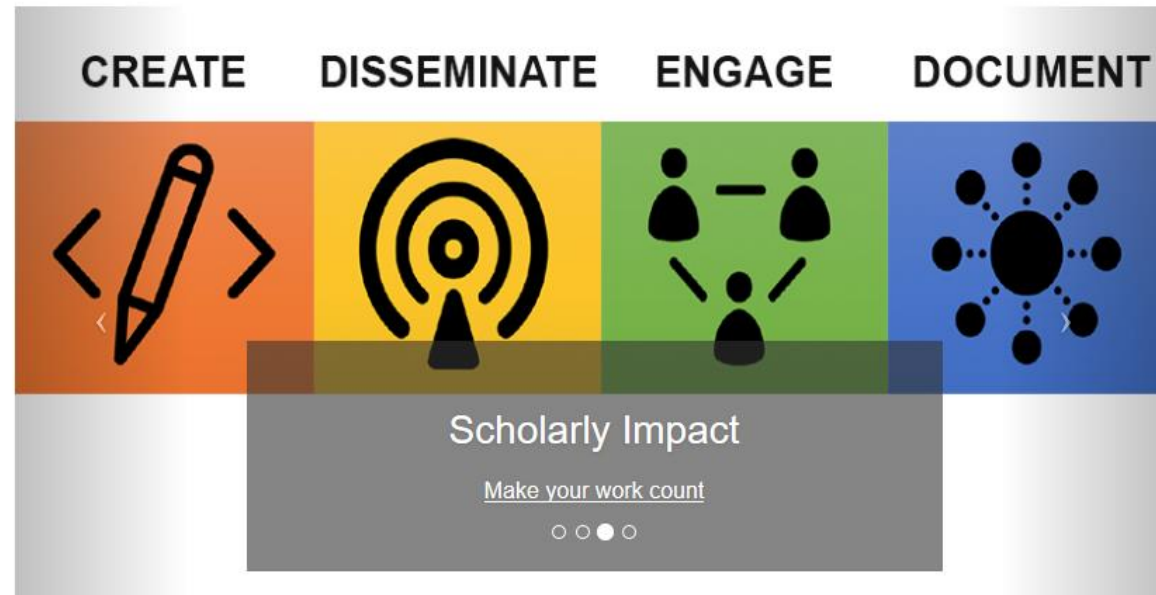 CREATE DISSEMINATE ENGAGE DOCUMENT
Scholarly Impact
Make your work count